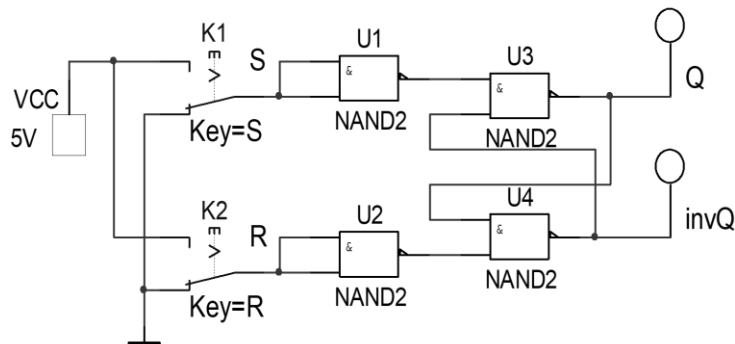 K1
S
U1
U3
Q
&
&
VCC
5V
Key=S
NAND2
NAND2
K2
R
U2
U4
invQ
&
&
Key=R
NAND2
NAND2